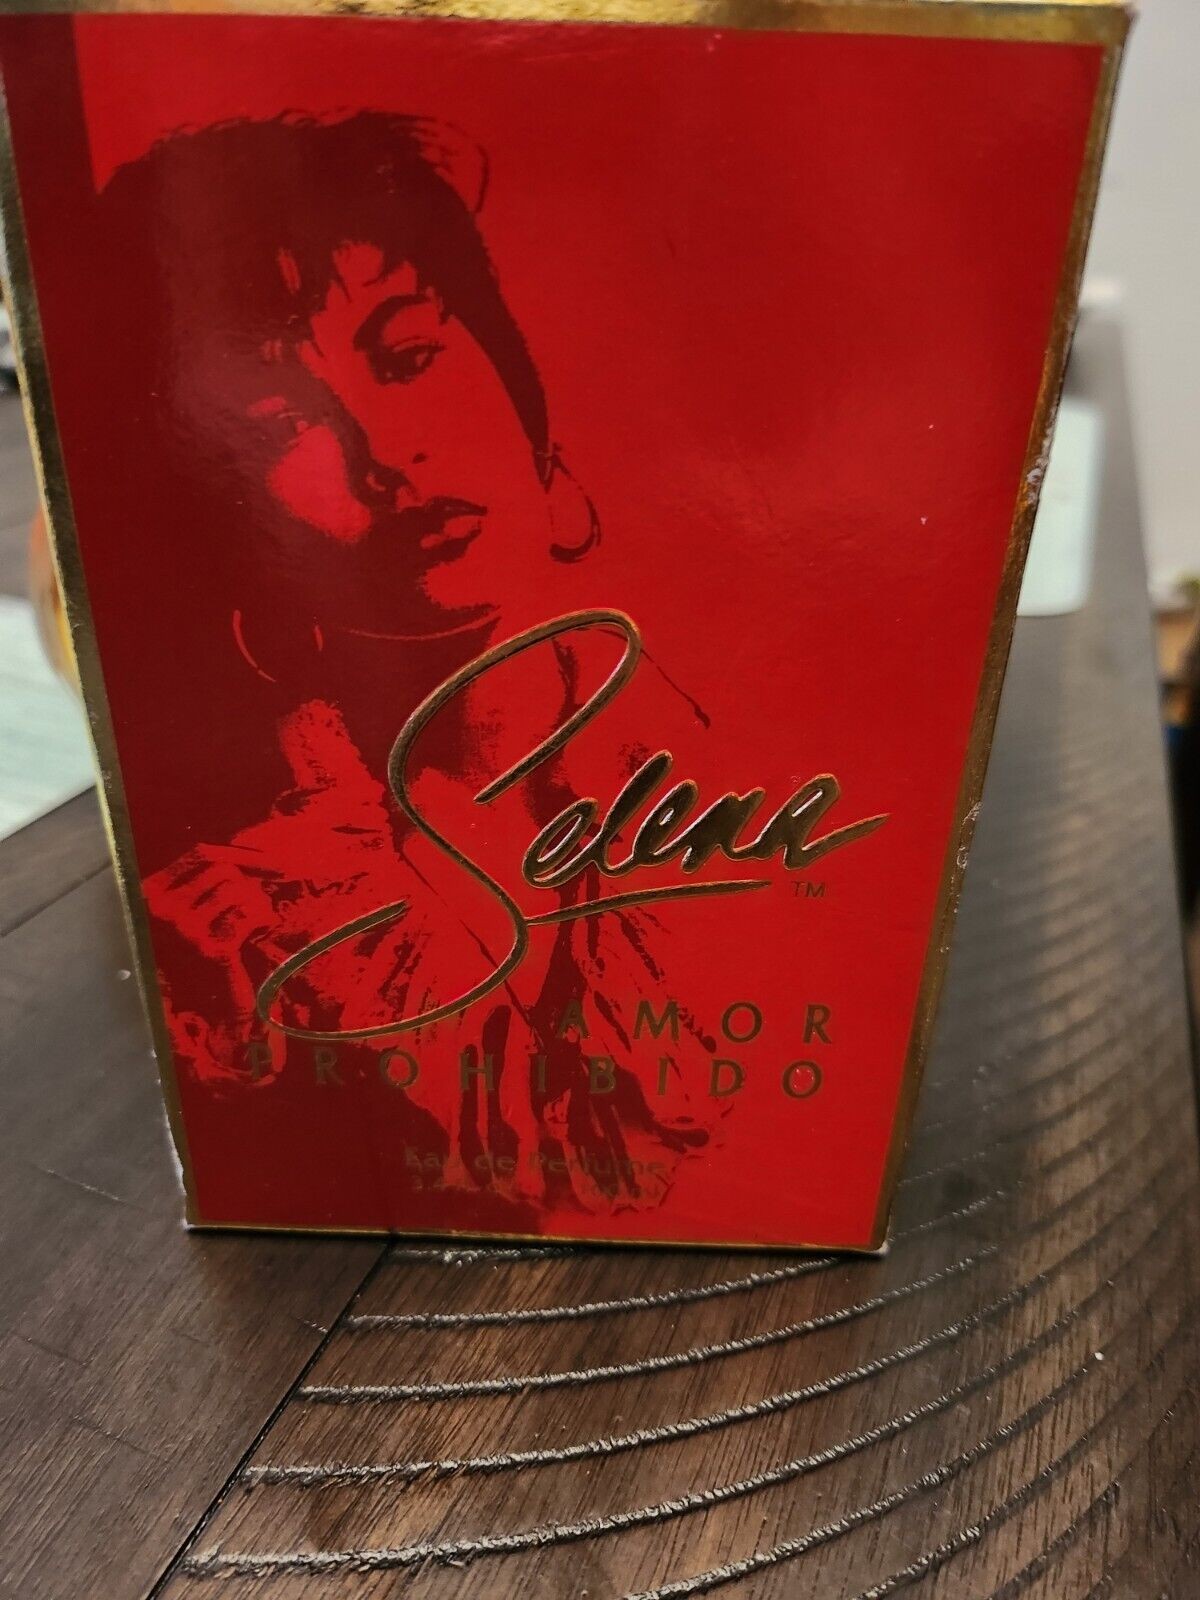 Selena
TM
AMOR
PROHIBIDO
Eau de Perfume